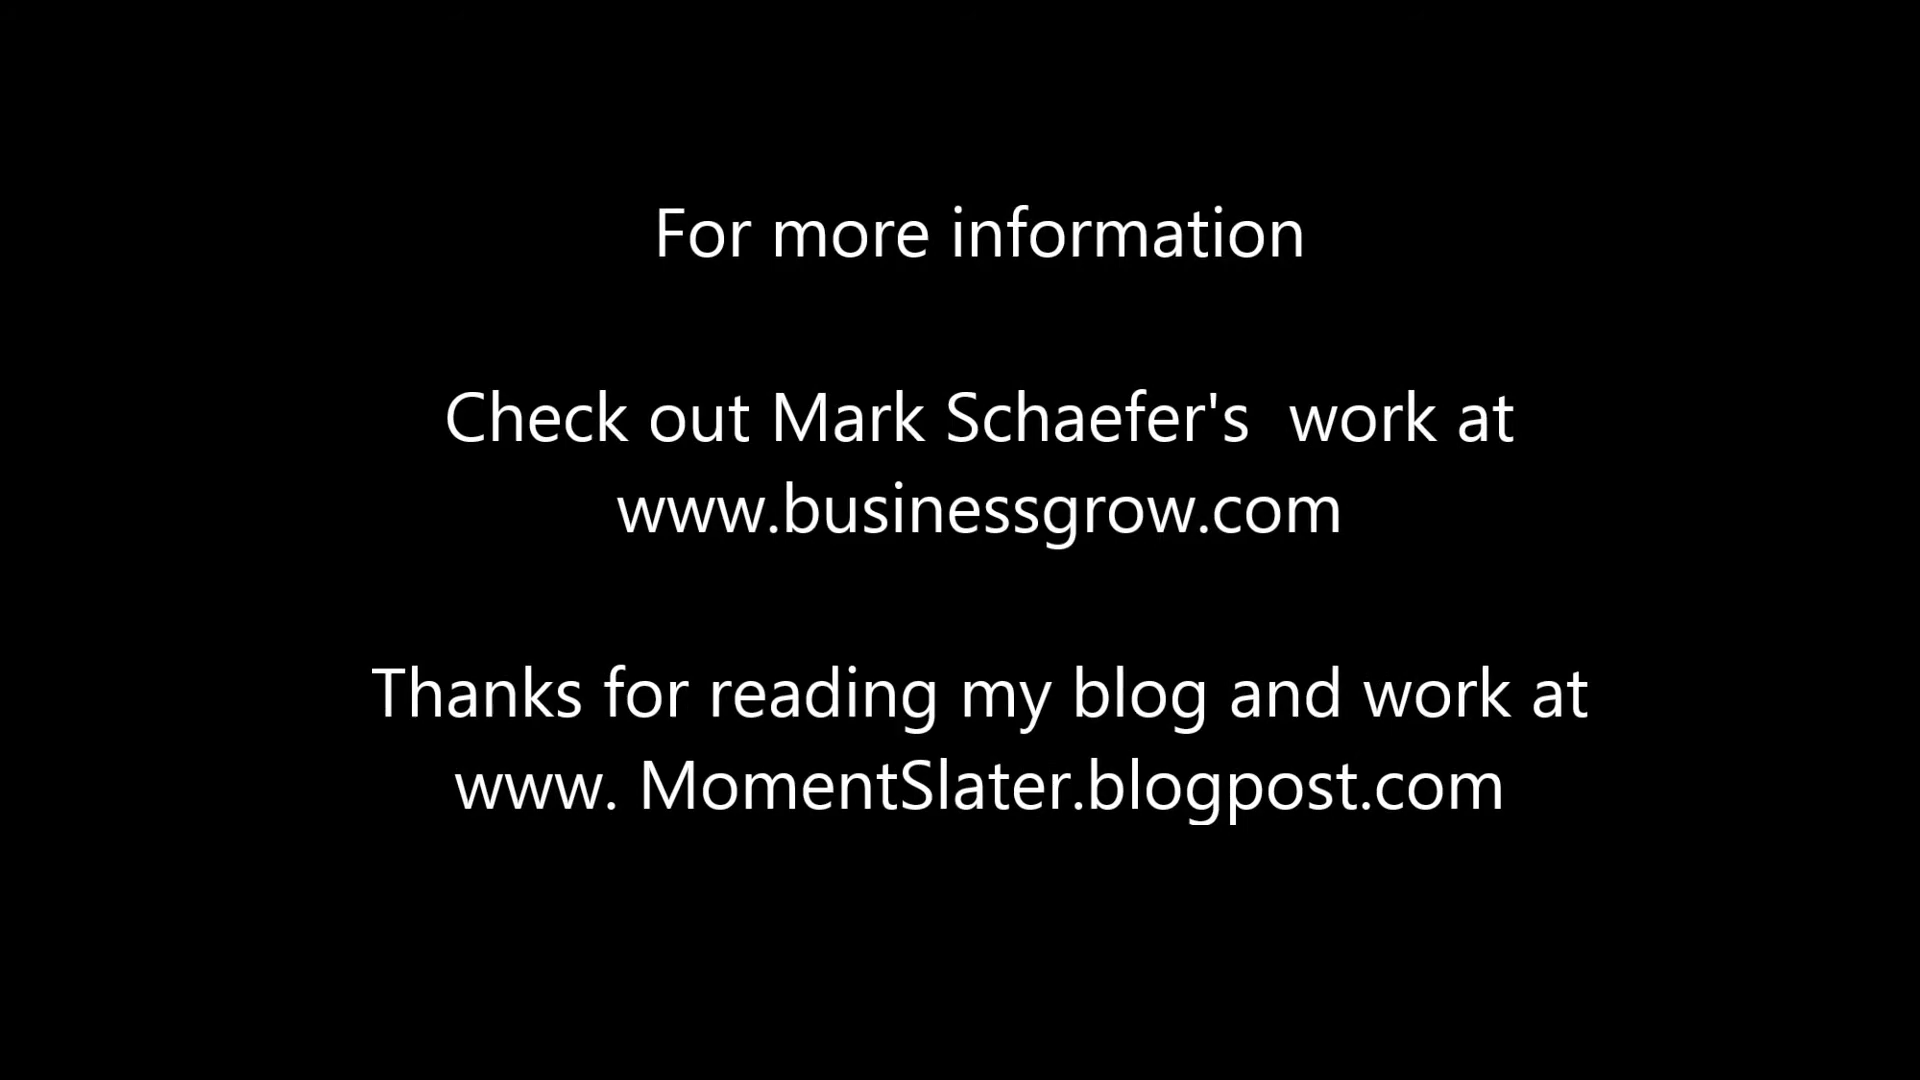 For more information
Check out Mark Schaefer's  work at
www.businessgrow.com
Thanks for reading my blog and work at
www. MomentSlater.blogpost.com